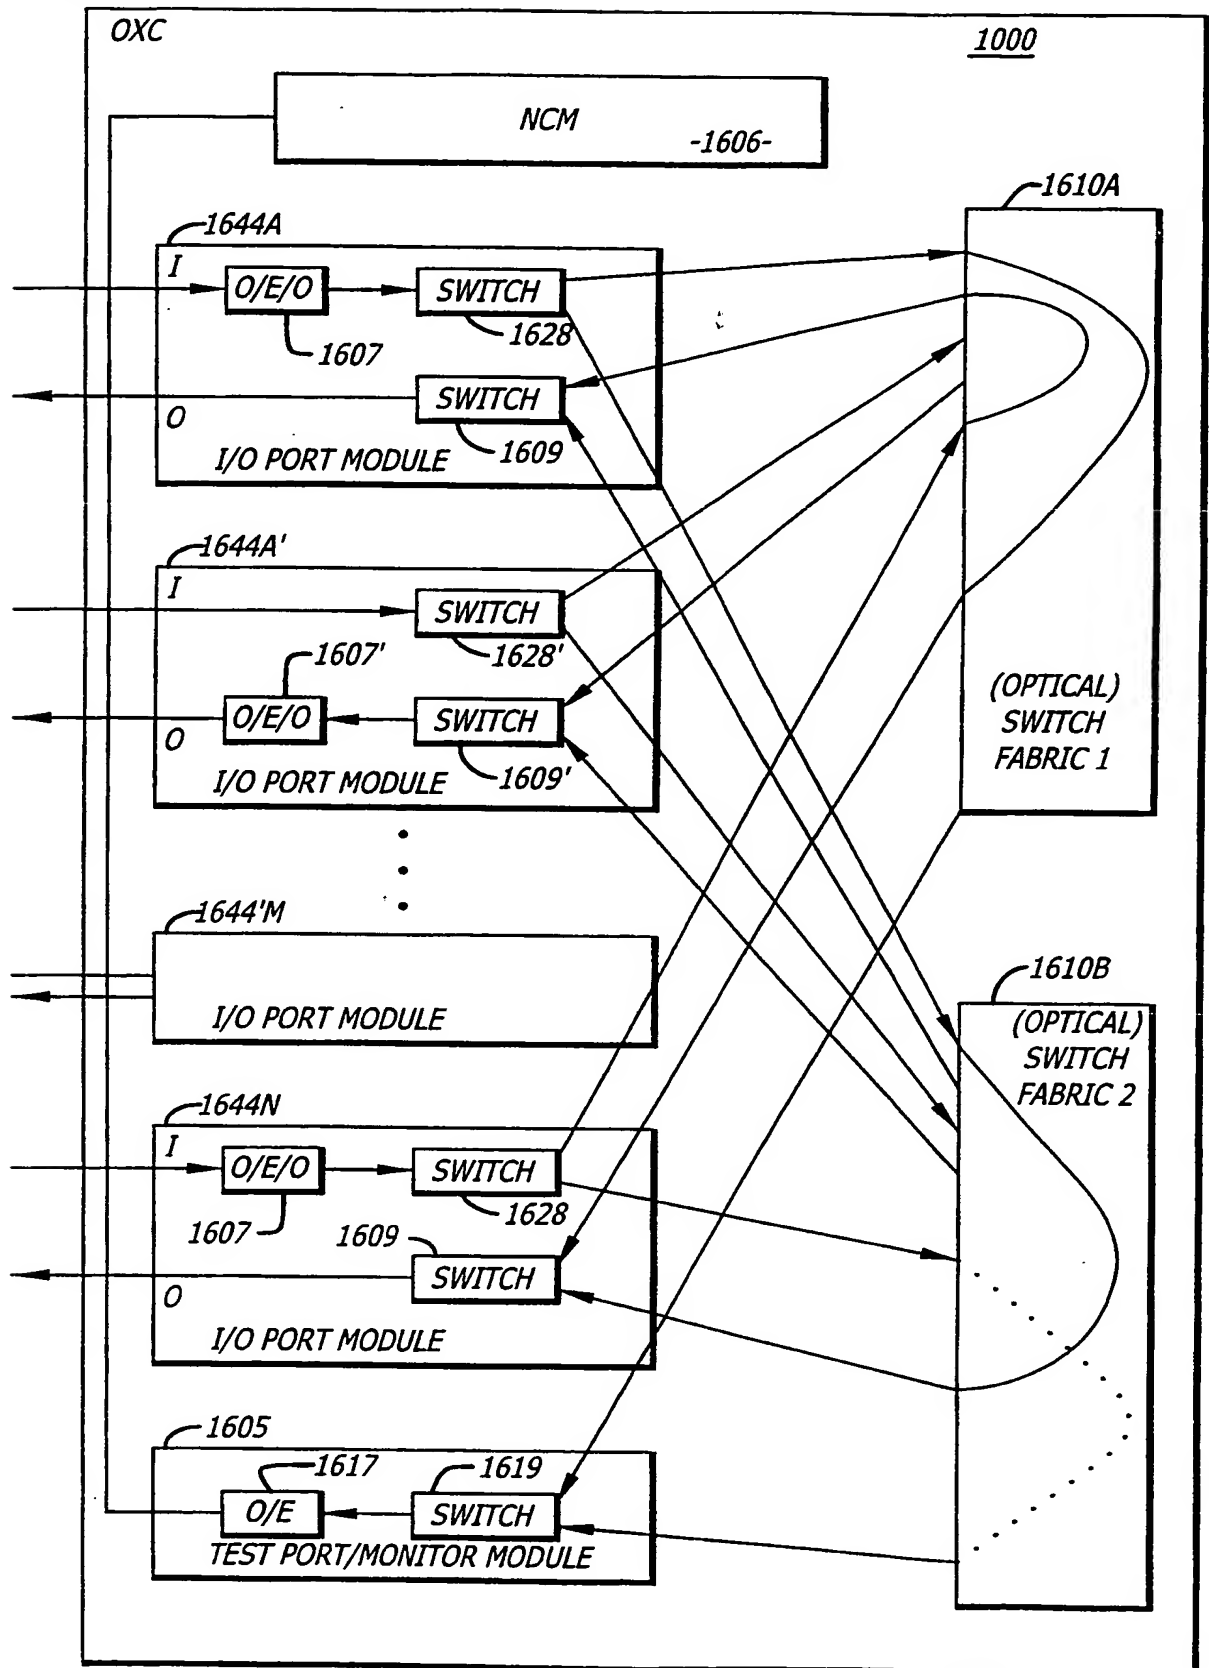 OXC
1000
NCM
-1606-
1610A
1644A
I
O/E/O
SWITCH
1628
1607
SWITCH
O
1609
I/O PORT MODULE
1644A'
I
SWITCH
1628'
1607'
(OPTICAL)
SWITCH
FABRIC 1
O/E/O
SWITCH
O
1609'
I/O PORT MODULE
1644'M
I/O PORT MODULE
1610B
(OPTICAL)
SWITCH
FABRIC 2
1644N
I
O/E/O
SWITCH
1628
1607
1609
SWITCH
O
I/O PORT MODULE
1605
1617
1619
O/E
SWITCH
TEST PORT/MONITOR MODULE